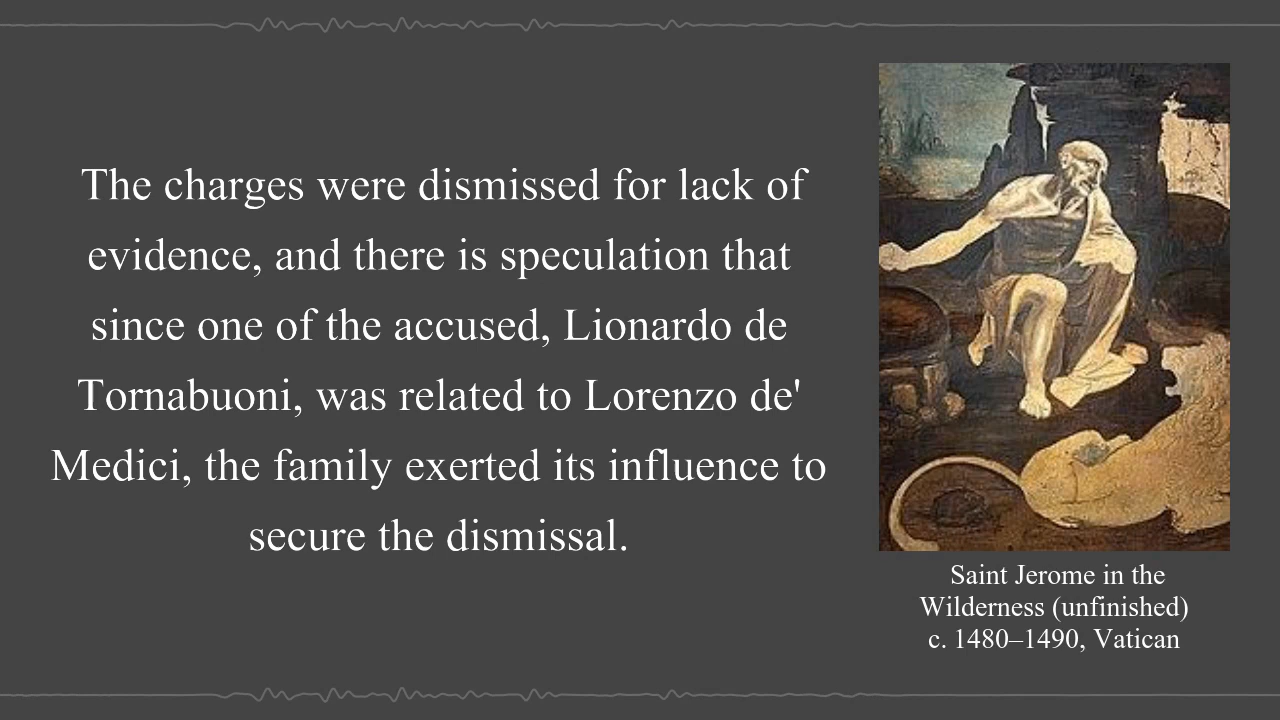 The charges were dismissed for lack of
evidence, and there is speculation that
since one of the accused, Lionardo de
Tornabuoni, was related to Lorenzo de'
Medici, the family exerted its influence to
secure the dismissal.
Saint Jerome in the
Wilderness (unfinished)
c. 1480–1490, Vatican